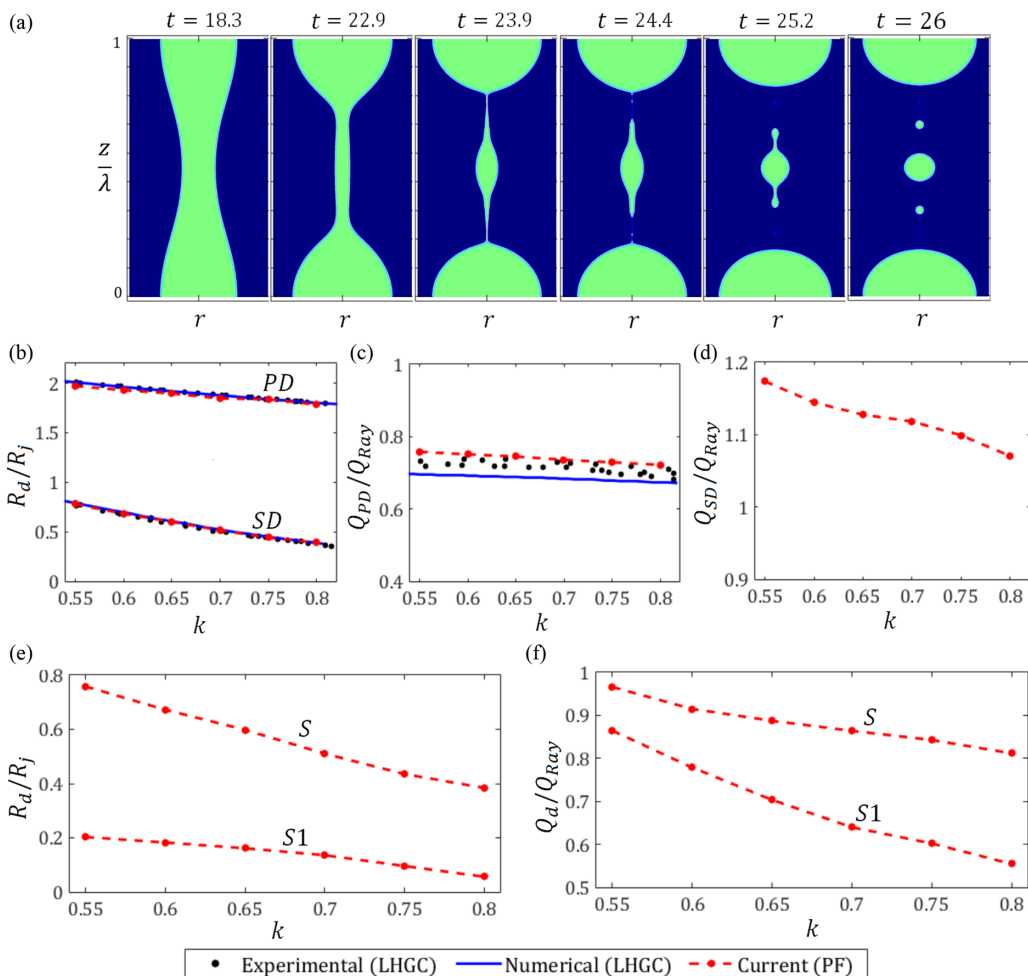 (a)
t = 18.3 t = 22.9 t = 23.9 t = 24.4 t = 25.2 t = 26
1
z/λ
0
r r r r r r
(b)
R_d/R_j
2
1.5
1
0.5
0
PD
SD
0.55 0.6 0.65 0.7 0.75 0.8
k
(c)
Q_PD/Q_Ray
1
0.8
0.6
0.4
0.55 0.6 0.65 0.7 0.75 0.8
k
(d)
Q_SD/Q_Ray
1.2
1.1
1
0.9
0.55 0.6 0.65 0.7 0.75 0.8
k
(e)
R_d/R_j
0.8
0.6
0.4
0.2
0
S
S1
0.55 0.6 0.65 0.7 0.75 0.8
k
(f)
Q_d/Q_Ray
1
0.9
0.8
0.7
0.6
0.5
S
S1
0.55 0.6 0.65 0.7 0.75 0.8
k
Experimental (LHGC) Numerical (LHGC) Current (PF)